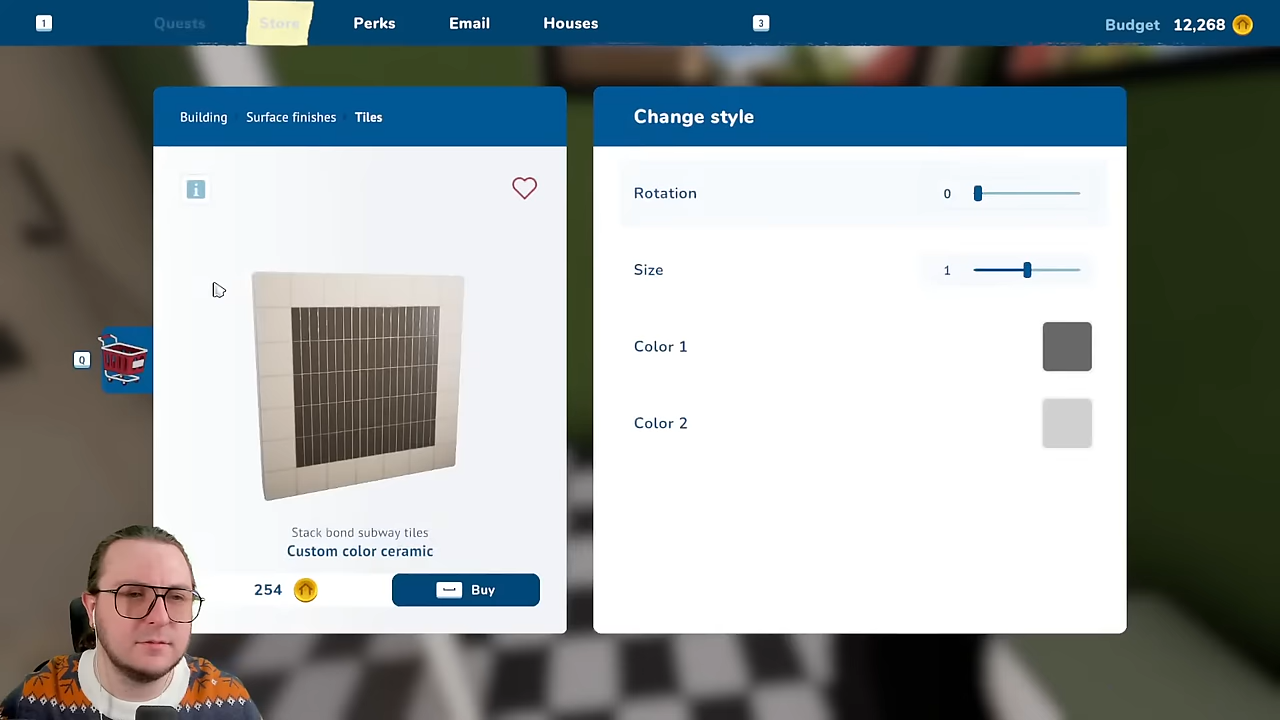 1 Quests Store Perks Email Houses 3 Budget 12,268
Building Surface finishes Tiles
Change style
i
Rotation 0
Size 1
Color 1
Q
Color 2
Stack bond subway tiles
Custom color ceramic
254 Buy